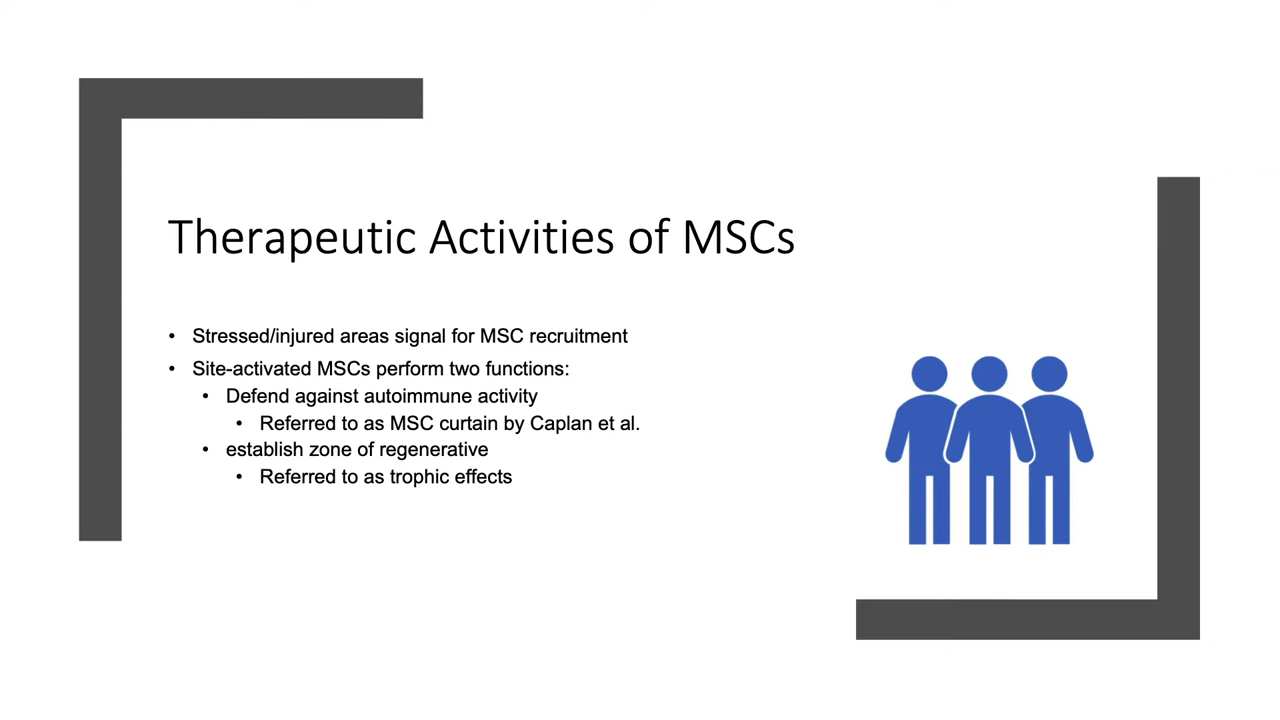 Therapeutic Activities of MSCs
• Stressed/injured areas signal for MSC recruitment
• Site-activated MSCs perform two functions:
• Defend against autoimmune activity
• Referred to as MSC curtain by Caplan et al.
• establish zone of regenerative
• Referred to as trophic effects